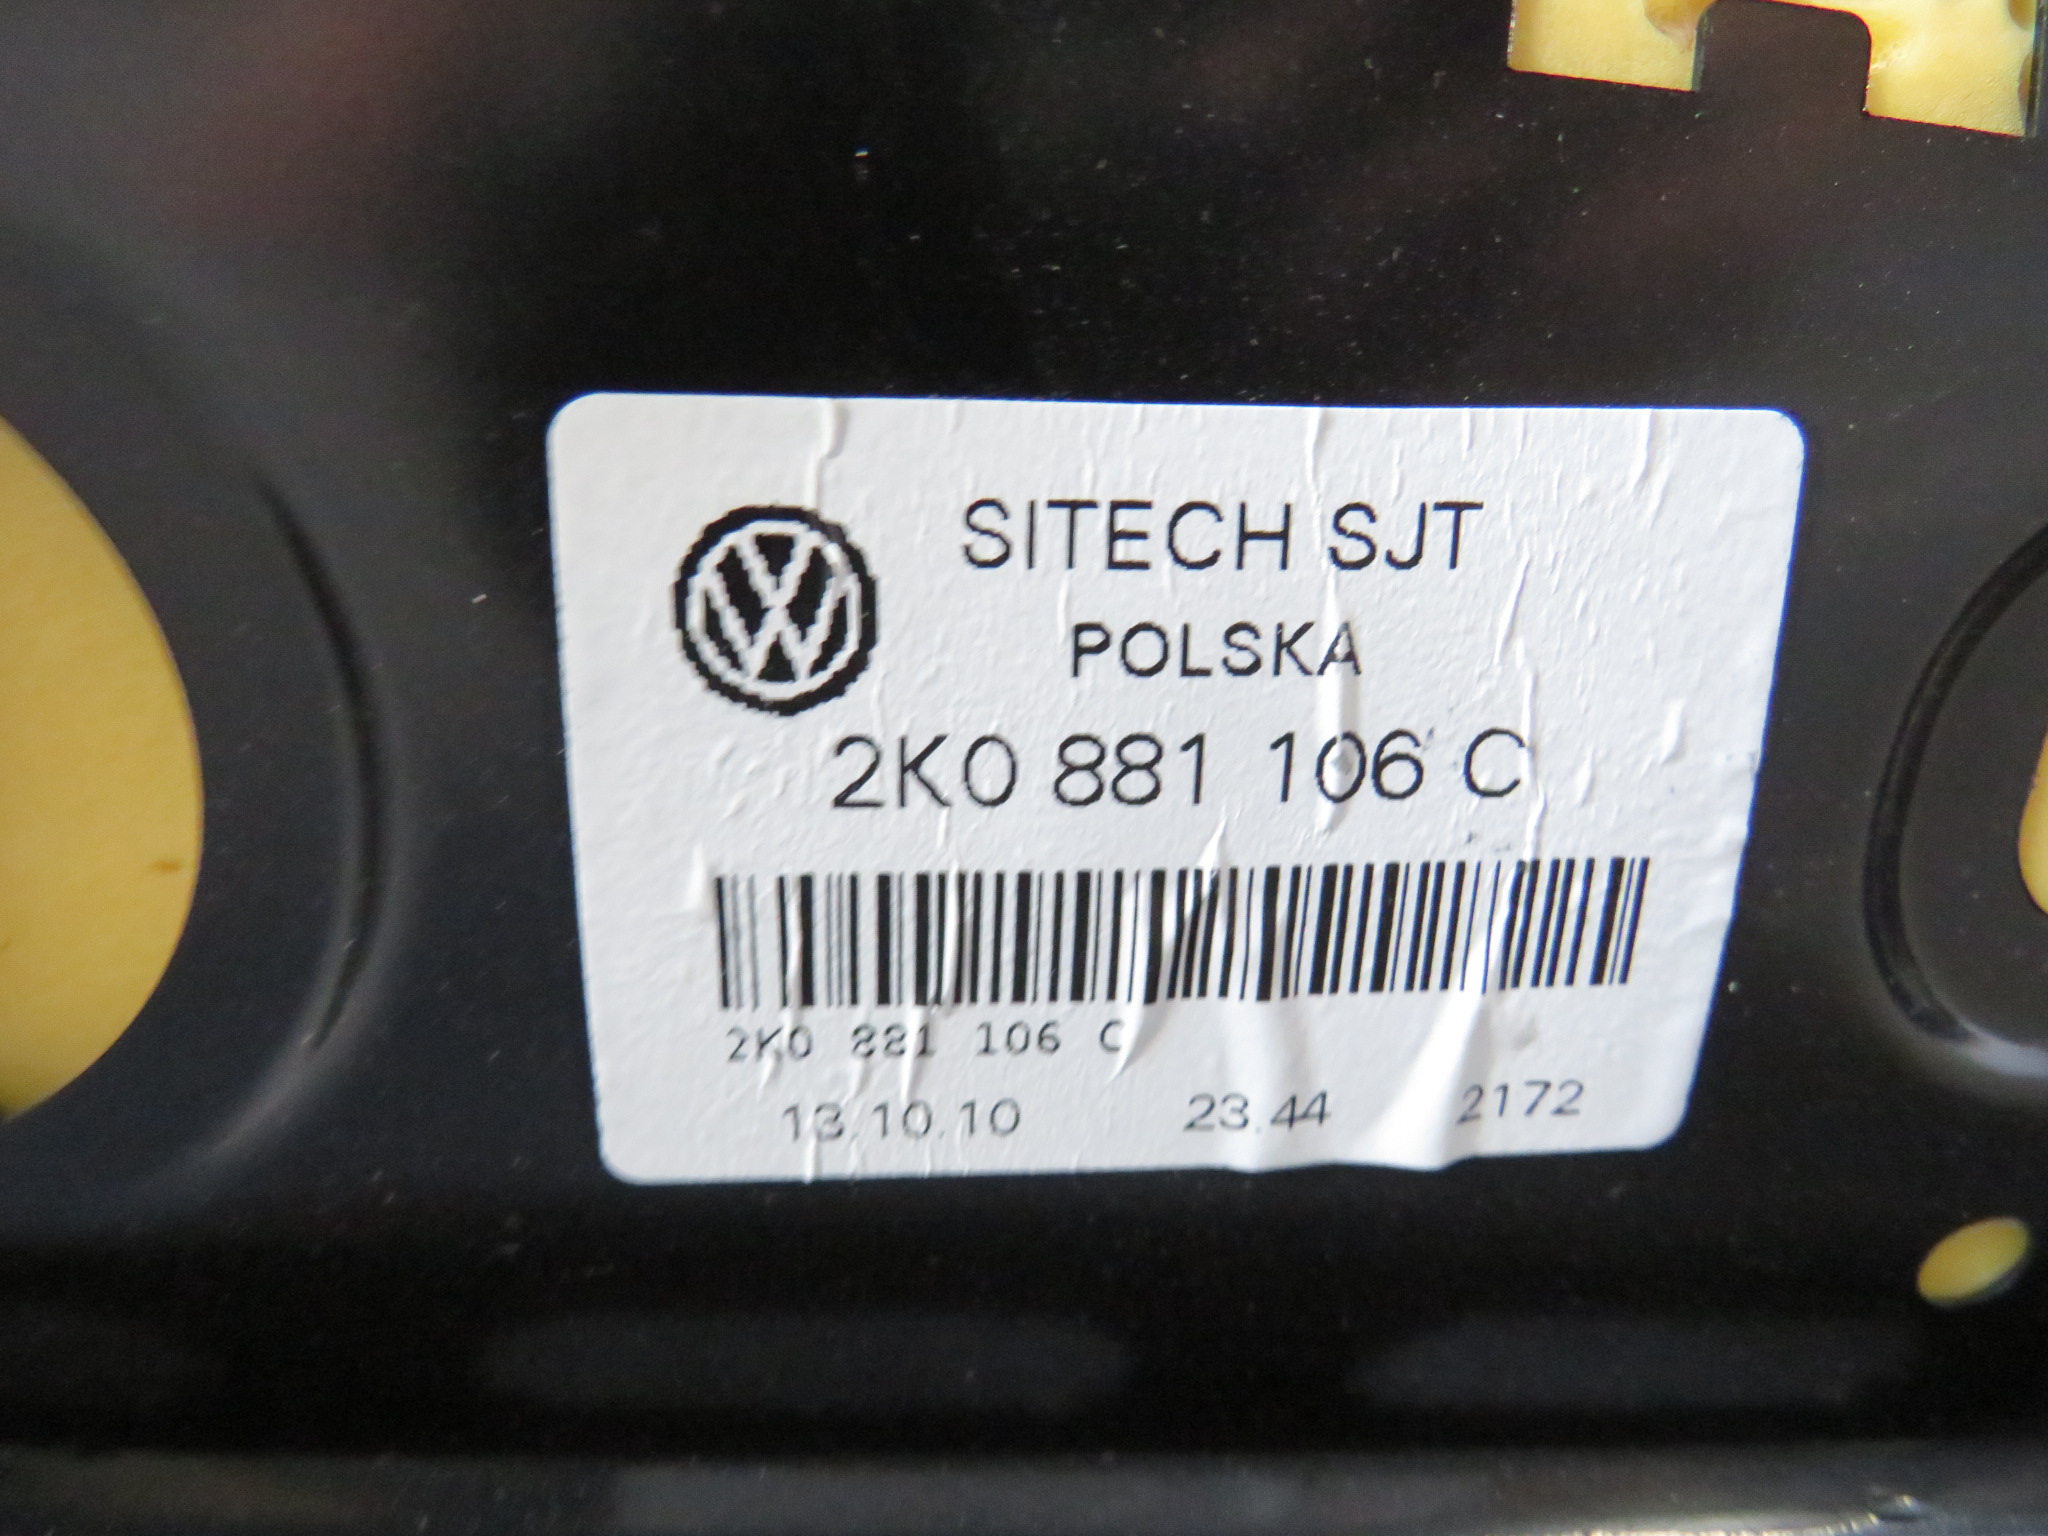 SITECH SJT
POLSKA
2K0 881 106 C
2K0 881 106 C
13.10.10 23.44 2172